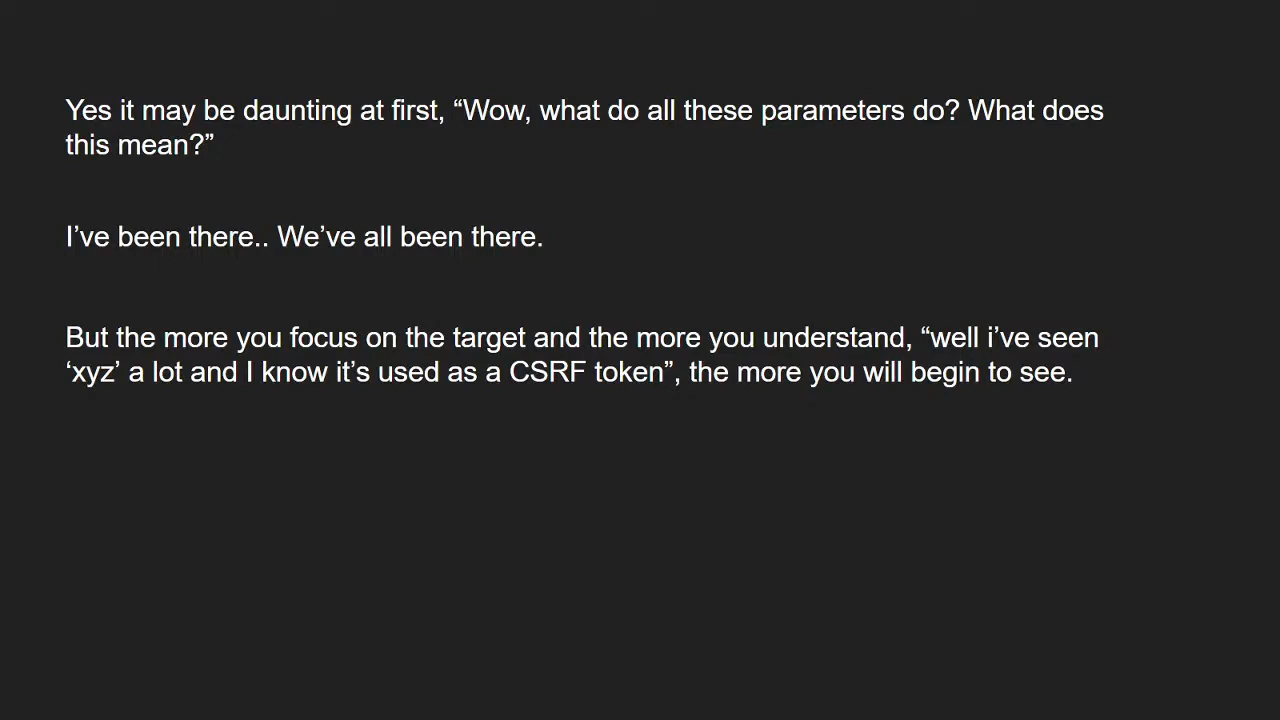 Yes it may be daunting at first, “Wow, what do all these parameters do? What does
this mean?”
I’ve been there.. We’ve all been there.
But the more you focus on the target and the more you understand, “well i’ve seen
‘xyz’ a lot and I know it’s used as a CSRF token”, the more you will begin to see.